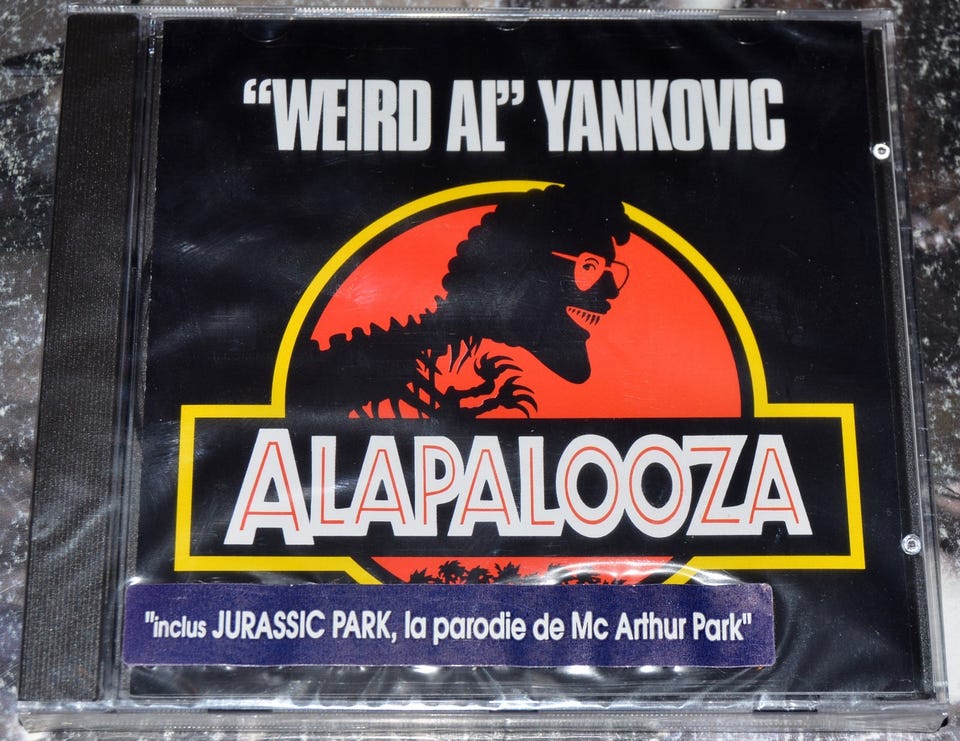 “WEIRD AL” YANKOVIC
ALAPALOOZA
"inclus JURASSIC PARK, la parodie de Mc Arthur Park"